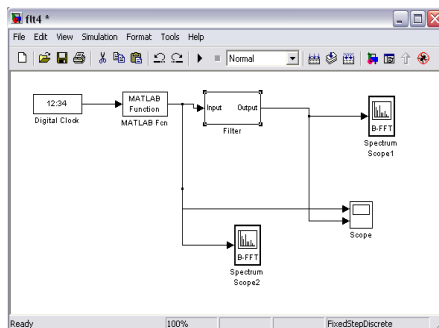 flt4 *
File Edit View Simulation Format Tools Help
Normal
12:34
Digital Clock
MATLAB
Function
MATLAB Fcn
Input Output
Filter
B-FFT
Spectrum
Scope1
Scope
B-FFT
Spectrum
Scope2
Ready 100% FixedStepDiscrete